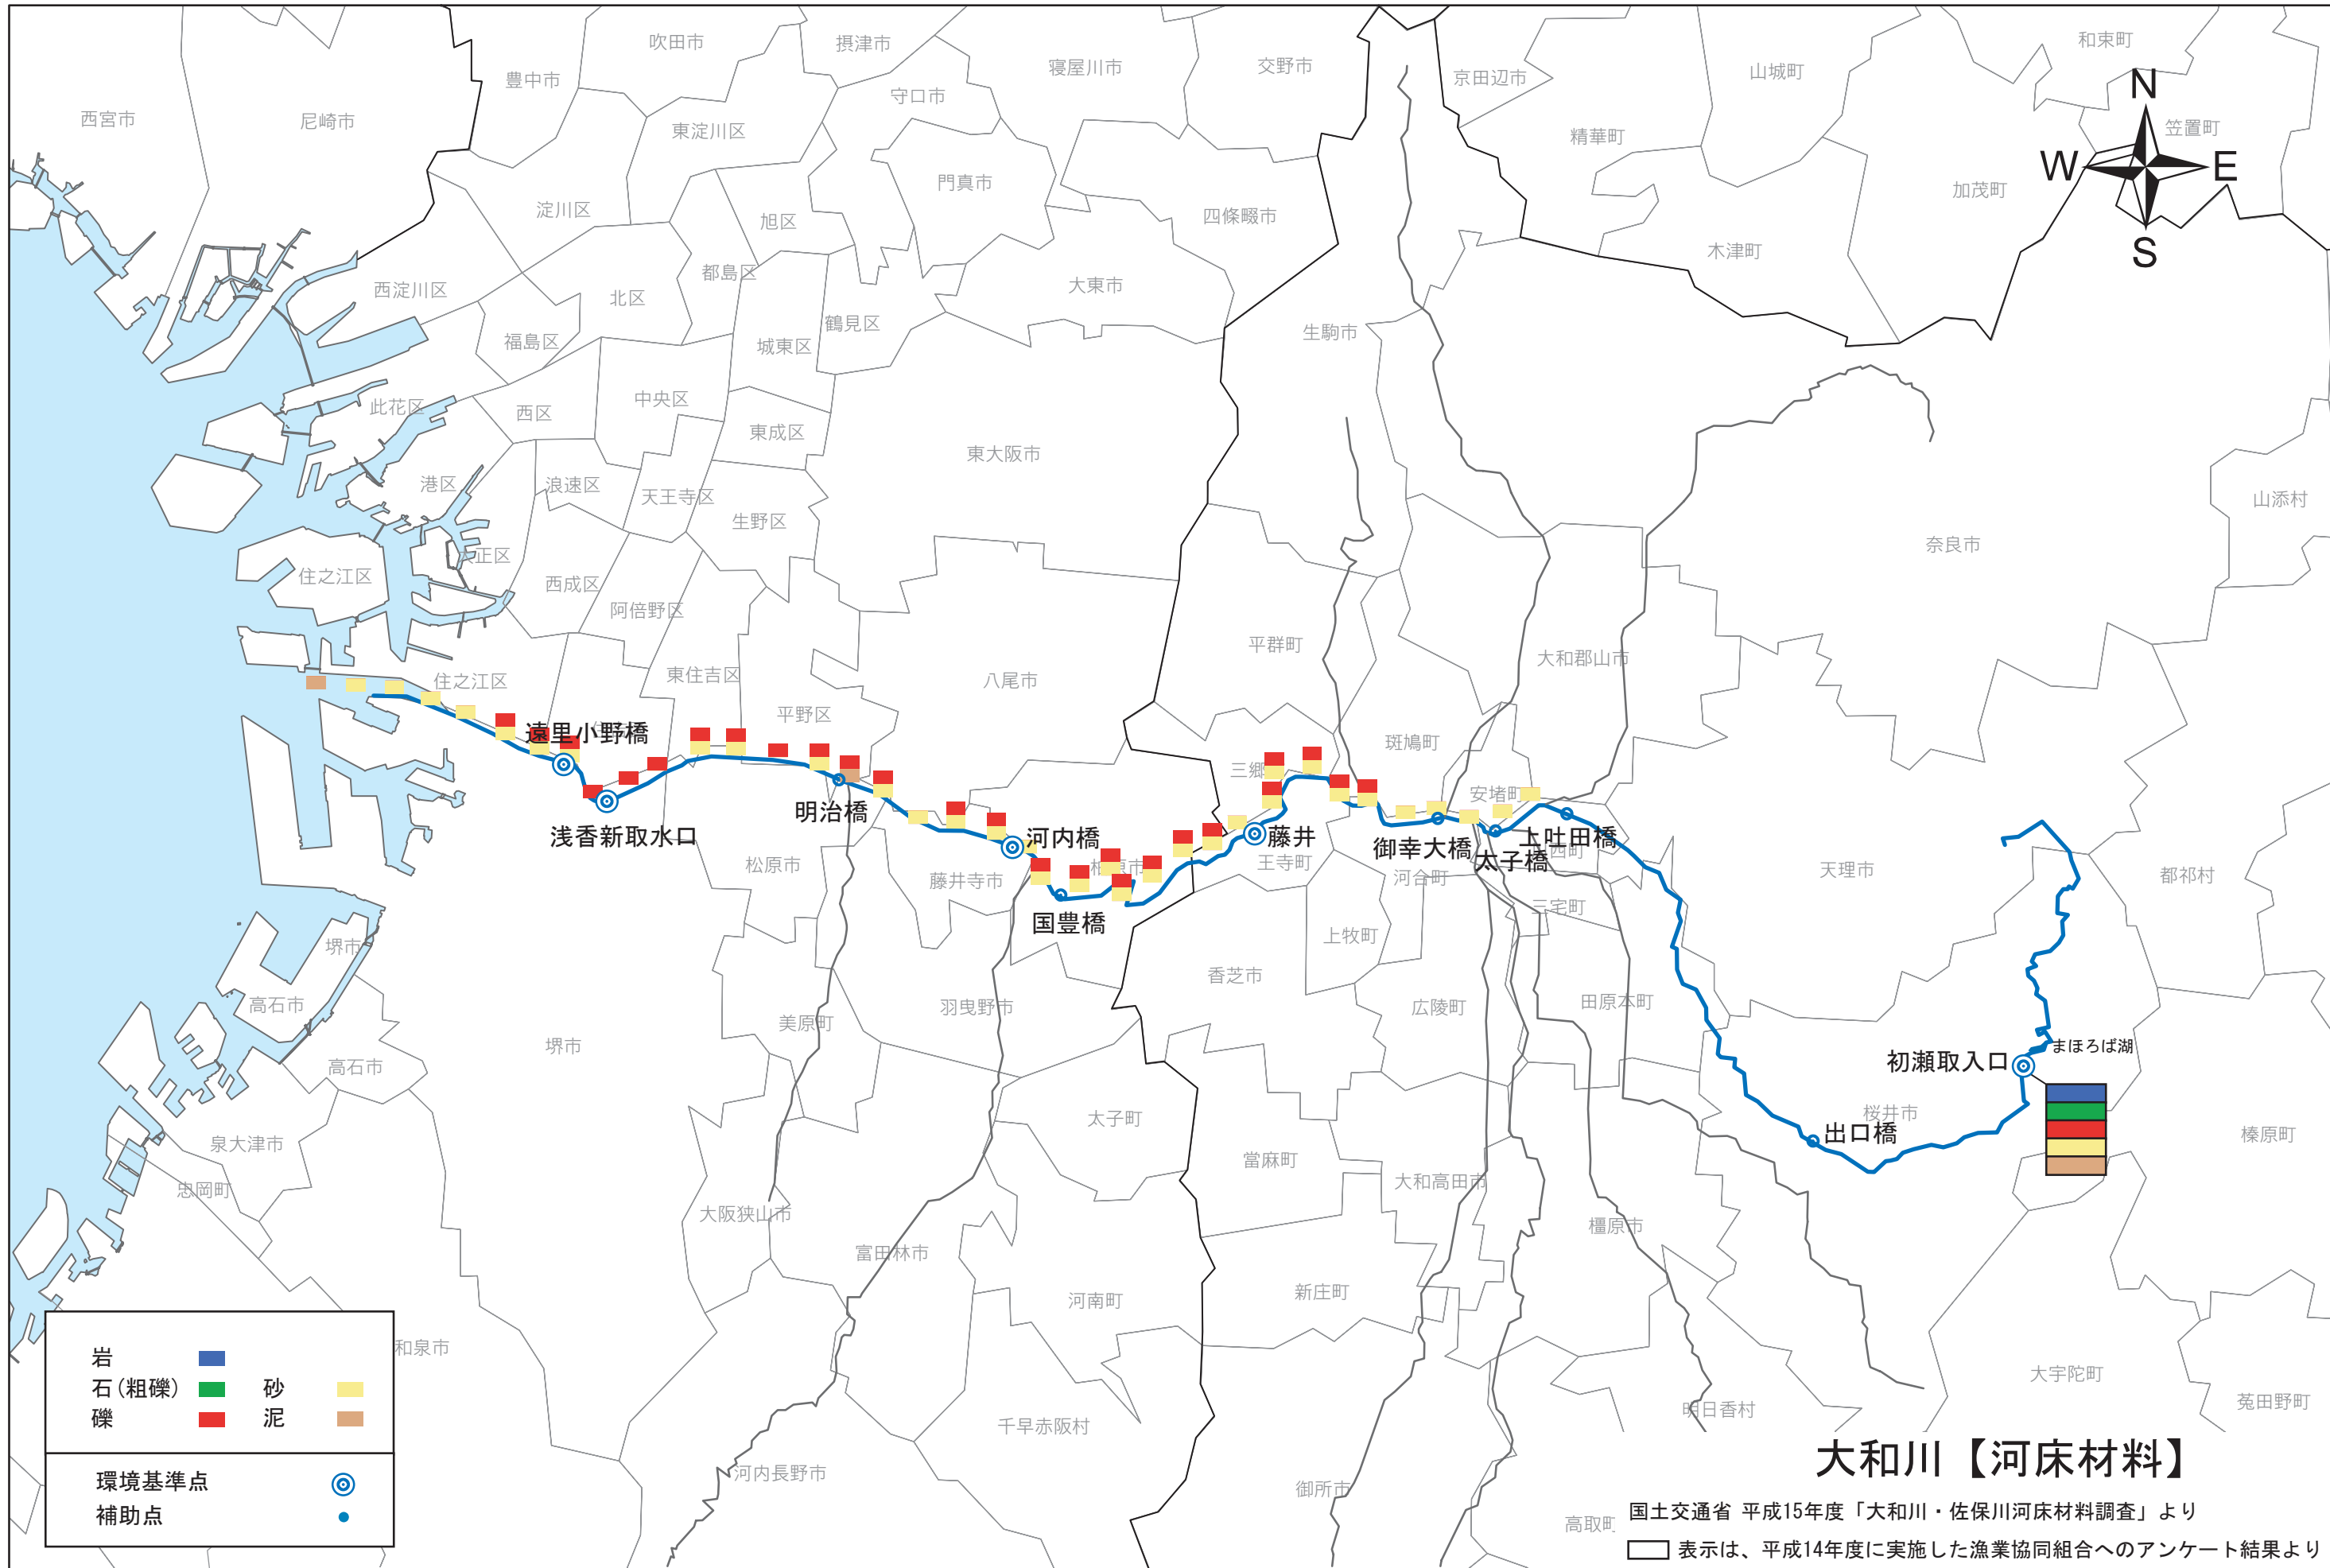 和束町
吹田市
摂津市
寝屋川市
交野市
京田辺市
山城町
豊中市
守口市
N
西宮市
尼崎市
東淀川区
精華町
笠置町
W
E
門真市
加茂町
淀川区
旭区
四條畷市
木津町
S
都島区
西淀川区
北区
大東市
鶴見区
生駒市
福島区
城東区
此花区
西区
中央区
東成区
東大阪市
港区
浪速区
天王寺区
山添村
生野区
大正区
奈良市
住之江区
西成区
阿倍野区
平群町
大和郡山市
住之江区
東住吉区
八尾市
平野区
遠里小野橋
斑鳩町
三郷
安堵町
明治橋
浅香新取水口
河内橋
藤井
御幸大橋
上吐田橋
太子橋
西町
松原市
藤井寺市
王寺町
河合町
天理市
都祁村
国豊橋
三宅町
堺市
上牧町
香芝市
高石市
美原町
羽曳野市
広陵町
田原本町
堺市
高石市
まほろば湖
初瀬取入口
太子町
桜井市
出口橋
泉大津市
榛原町
當麻町
忠岡町
大和高田市
大阪狭山市
橿原市
富田林市
新庄町
河南町
和泉市
大宇陀町
千早赤阪村
明日香村
菟田野町
河内長野市
御所市
高取町
岩
石(粗礫) 砂
礫 泥
環境基準点
補助点
大和川【河床材料】
国土交通省 平成15年度「大和川・佐保川河床材料調査」より
表示は、平成14年度に実施した漁業協同組合へのアンケート結果より